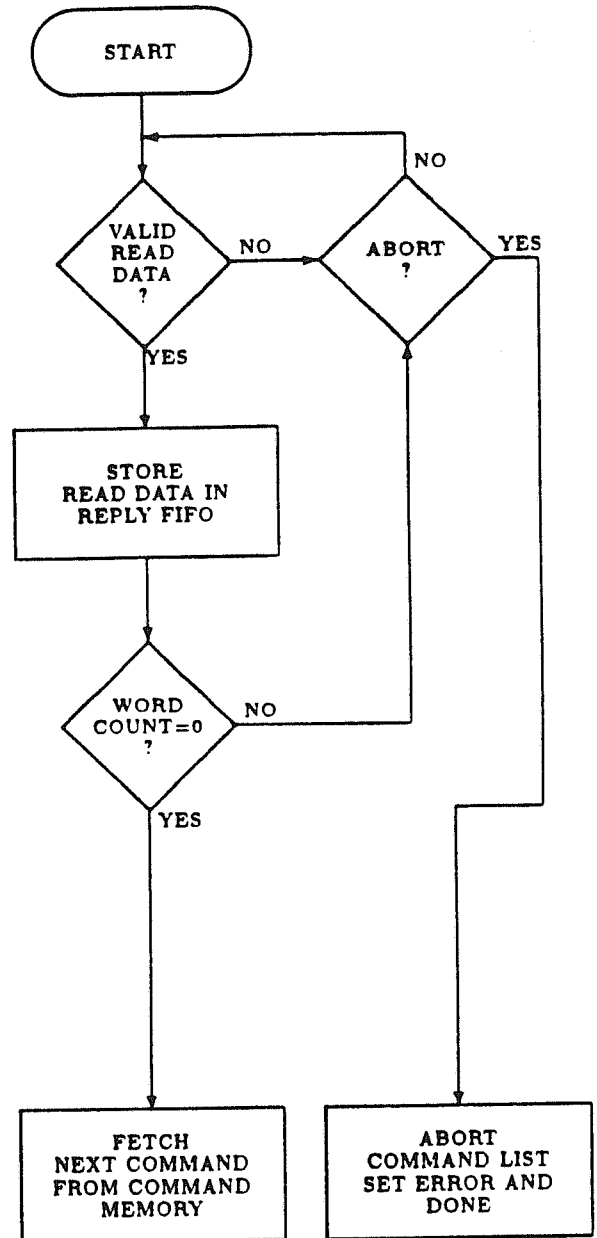 START
NO
VALID
READ
DATA
?
NO
ABORT
?
YES
YES
STORE
READ DATA IN
REPLY FIFO
WORD
COUNT=0
?
NO
YES
FETCH
NEXT COMMAND
FROM COMMAND
MEMORY
ABORT
COMMAND LIST
SET ERROR AND
DONE